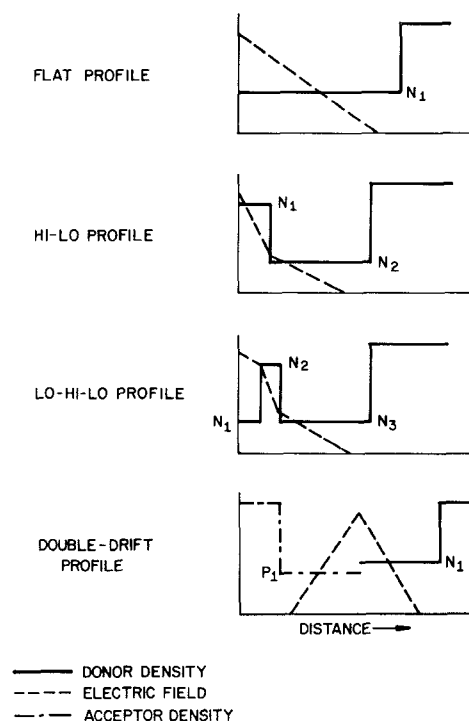 FLAT PROFILE
N1
HI-LO PROFILE
N1
N2
LO-HI-LO PROFILE
N1
N2
N3
DOUBLE-DRIFT
PROFILE
P1
N1
DISTANCE
DONOR DENSITY
ELECTRIC FIELD
ACCEPTOR DENSITY